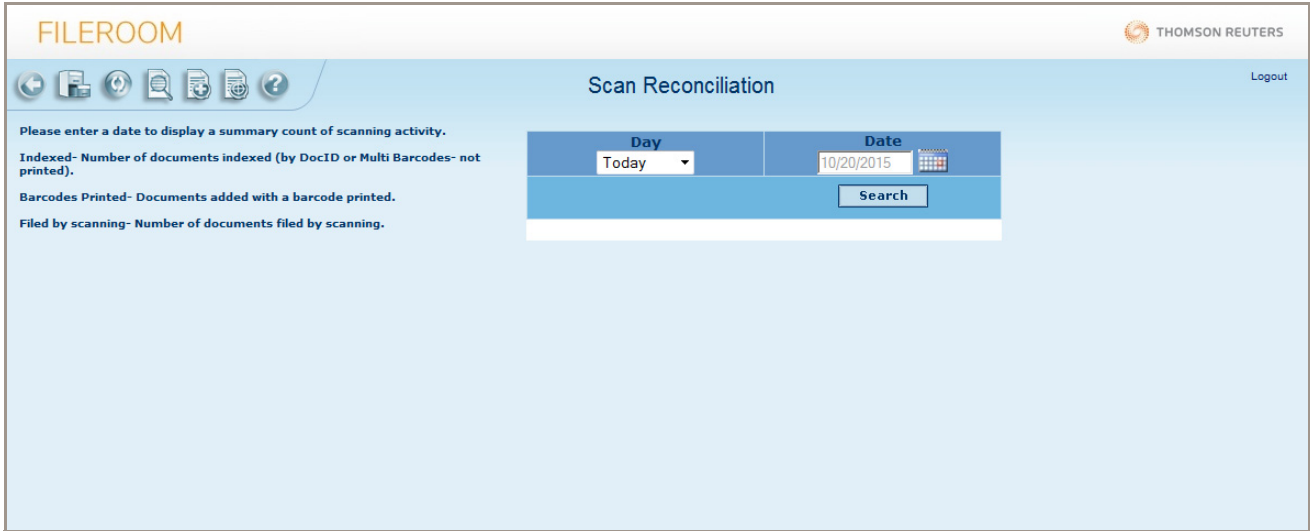 FILEROOM
THOMSON REUTERS
?
Scan Reconciliation
Logout
Please enter a date to display a summary count of scanning activity.
Indexed- Number of documents indexed (by DocID or Multi Barcodes- not
printed).
Barcodes Printed- Documents added with a barcode printed.
Filed by scanning- Number of documents filed by scanning.
Day Date
Today 10/20/2015
Search